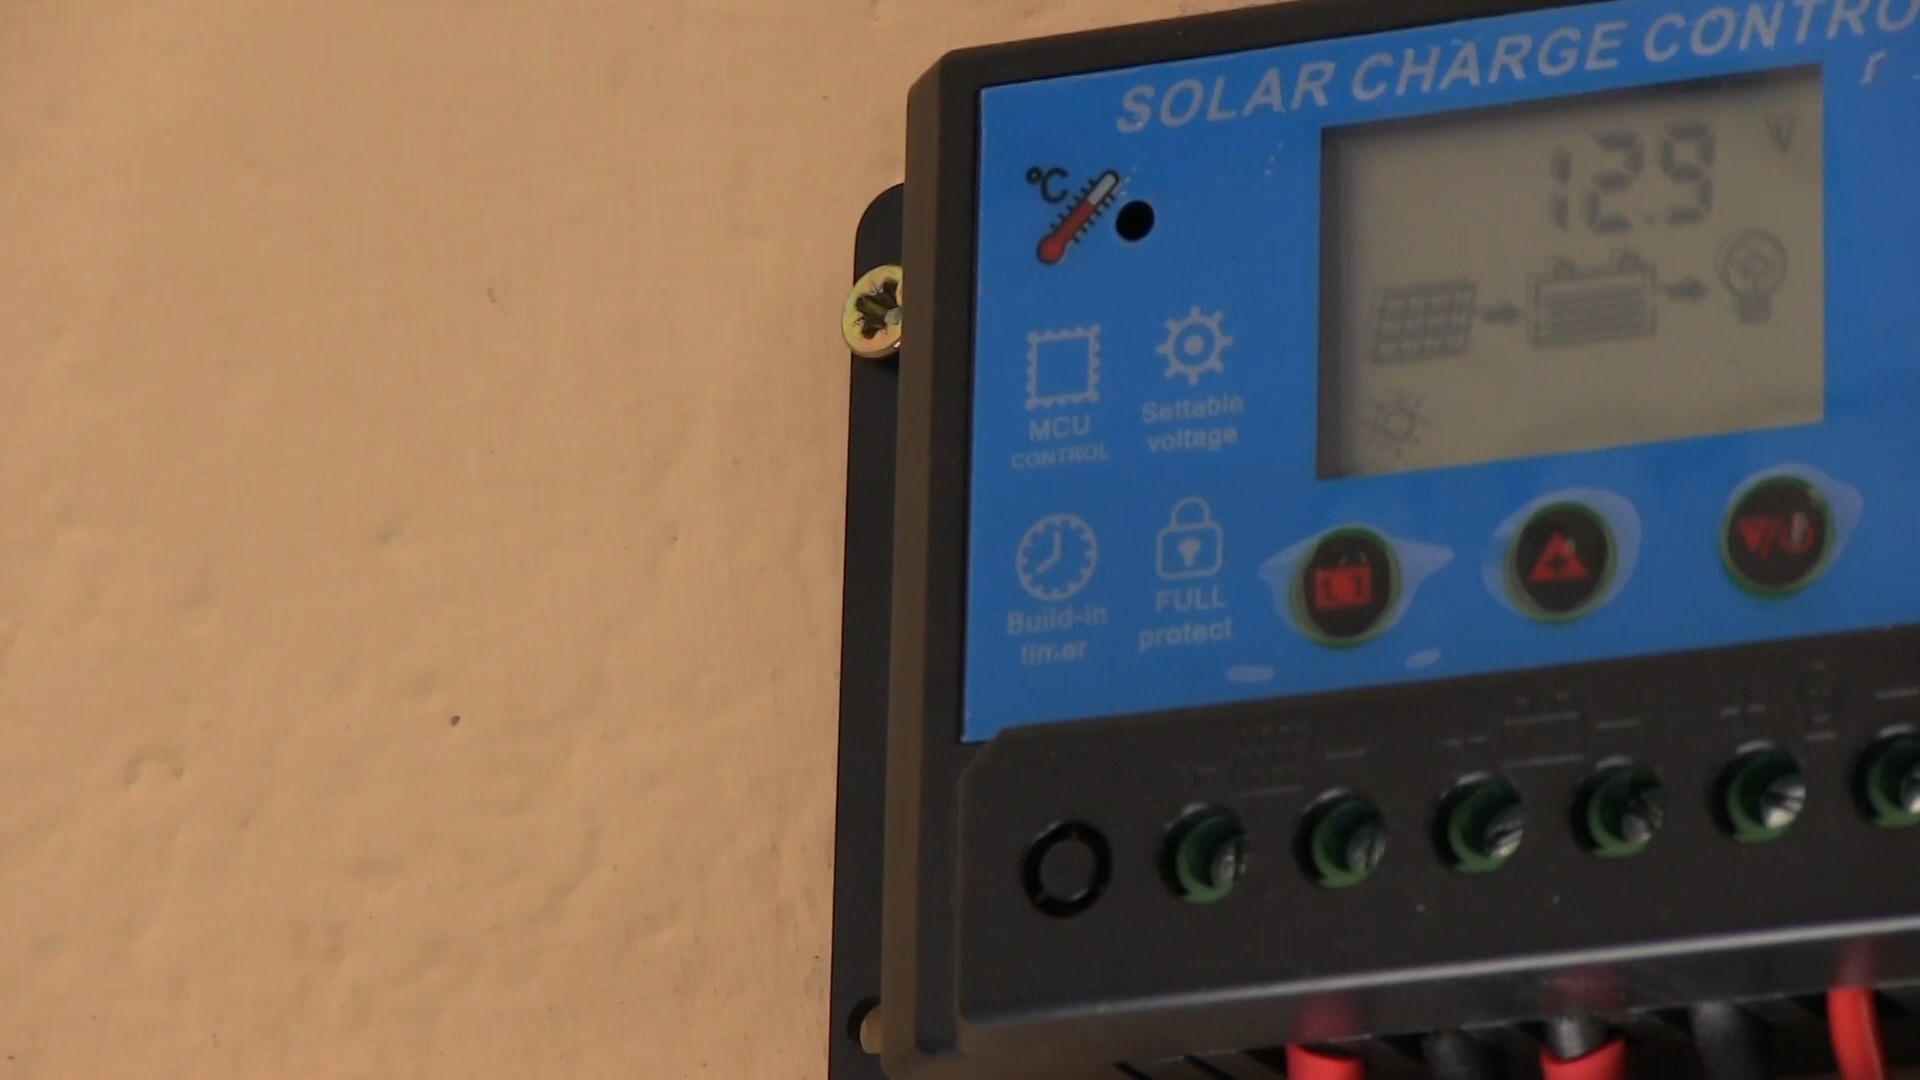 SOLAR CHARGE CONTRO
12.9 V
°C
MCU
CONTROL
Settable
voltage
Build-in
timer
FULL
protect